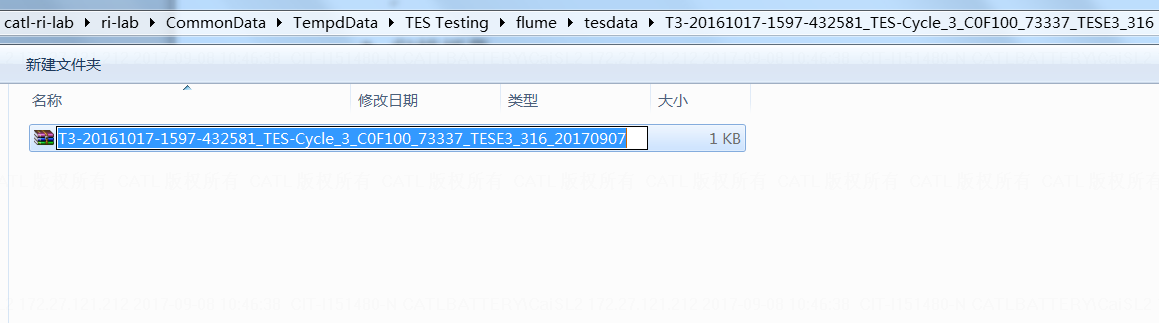 catl-ri-lab ▸ ri-lab ▸ CommonData ▸ TempdData ▸ TES Testing ▸ flume ▸ tesdata ▸ T3-20161017-1597-432581_TES-Cycle_3_C0F100_73337_TESE3_316
新建文件夹
名称 修改日期 类型 大小
T3-20161017-1597-432581_TES-Cycle_3_C0F100_73337_TESE3_316_20170907 1 KB